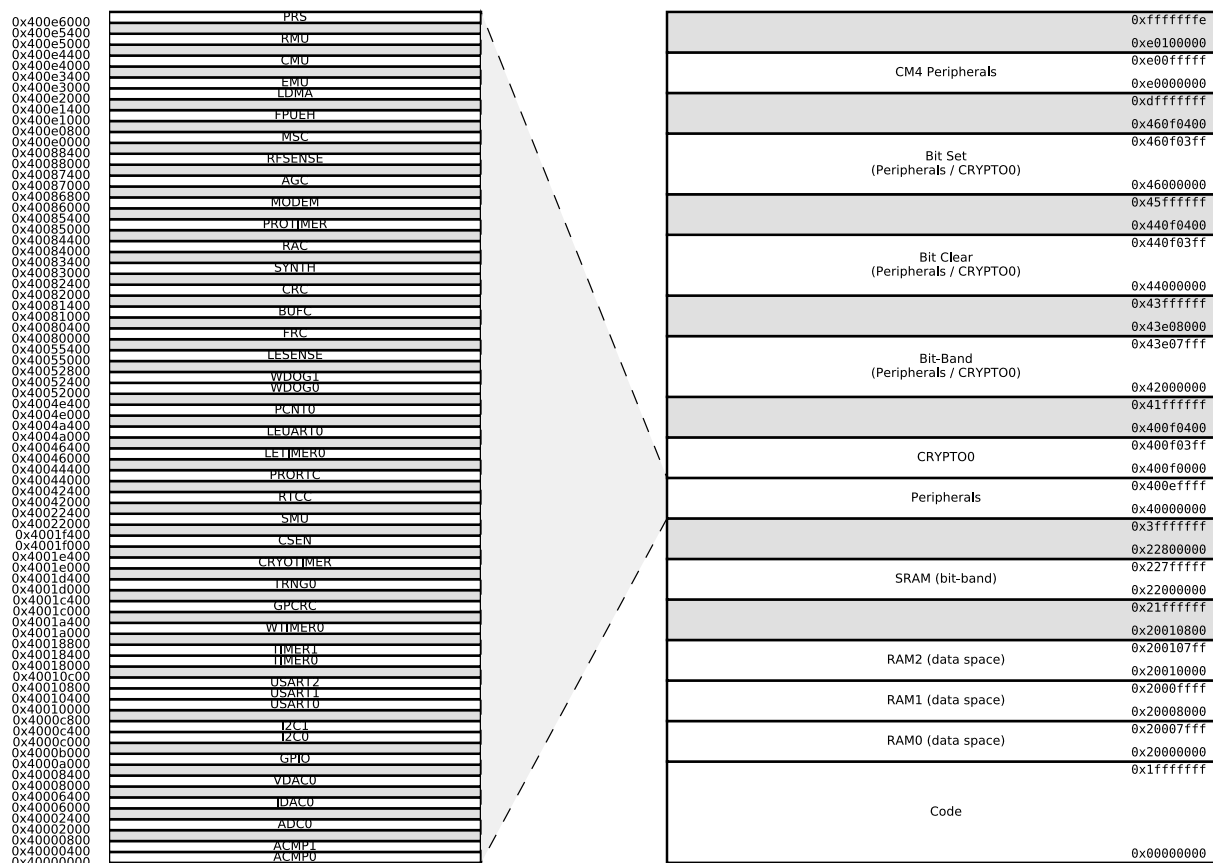 PRS
0x400e6000
0x400e5400
RMU
0x400e5000
0x400e4400
CMU
0x400e4000
0x400e3400
EMU
0x400e3000
LDMA
0x400e2000
0x400e1400
FPUEH
0x400e1000
0x400e0800
MSC
0x400e0000
0x40088400
RFSENSE
0x40088000
0x40087400
AGC
0x40087000
0x40086800
MODEM
0x40086000
0x40085400
PROTIMER
0x40085000
0x40084400
RAC
0x40084000
0x40083400
SYNTH
0x40083000
0x40082400
CRC
0x40082000
0x40081400
BUFC
0x40081000
0x40080400
FRC
0x40080000
0x40055400
LESENSE
0x40055000
0x40052800
WDOG1
0x40052400
WDOG0
0x40052000
0x4004e400
PCNT0
0x4004e000
0x4004a400
LEUART0
0x4004a000
0x40046400
LETIMER0
0x40046000
0x40044400
PRORTC
0x40044000
0x40042400
RTCC
0x40042000
0x40022400
SMU
0x40022000
0x4001f400
CSEN
0x4001f000
0x4001e400
CRYOTIMER
0x4001e000
0x4001d400
TRNG0
0x4001d000
0x4001c400
GPCRC
0x4001c000
0x4001a400
WTIMER0
0x4001a000
0x40018800
TIMER1
0x40018400
TIMER0
0x40018000
0x40010c00
USART2
0x40010800
USART1
0x40010400
USART0
0x40010000
0x4000c800
I2C1
0x4000c400
I2C0
0x4000c000
0x4000b000
GPIO
0x4000a000
0x40008400
VDAC0
0x40008000
0x40006400
IDAC0
0x40006000
0x40002400
ADC0
0x40002000
0x40000800
ACMP1
0x40000400
ACMP0
0x40000000
0xfffffffe
0xe0100000
0xe00fffff
CM4 Peripherals
0xe0000000
0xdfffffff
0x460f0400
0x460f03ff
Bit Set
(Peripherals / CRYPTO0)
0x46000000
0x45ffffff
0x440f0400
0x440f03ff
Bit Clear
(Peripherals / CRYPTO0)
0x44000000
0x43ffffff
0x43e08000
0x43e07fff
Bit-Band
(Peripherals / CRYPTO0)
0x42000000
0x41ffffff
0x400f0400
0x400f03ff
CRYPTO0
0x400f0000
0x400effff
Peripherals
0x40000000
0x3fffffff
0x22800000
0x227fffff
SRAM (bit-band)
0x22000000
0x21ffffff
0x20010800
0x200107ff
RAM2 (data space)
0x20010000
0x2000ffff
RAM1 (data space)
0x20008000
0x20007fff
RAM0 (data space)
0x20000000
0x1fffffff
Code
0x00000000